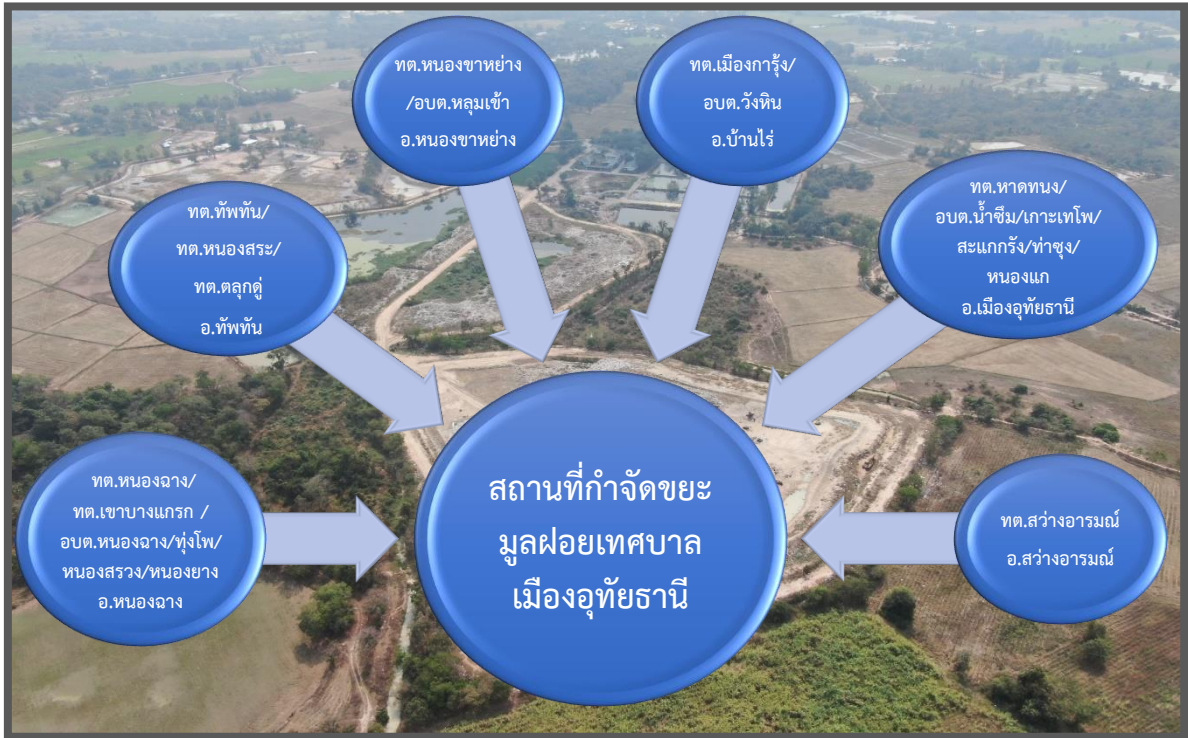 ทต.หนองขาหย่าง
/อบต.หลุมเข้า
อ.หนองขาหย่าง
ทต.เมืองการุ้ง/
อบต.วังหิน
อ.บ้านไร่
ทต.ทัพทัน/
ทต.หนองสระ/
ทต.ตลุกดู่
อ.ทัพทัน
ทต.หาดทนง/
อบต.น้ำซึม/เกาะเทโพ/
สะแกกรัง/ท่าซุง/
หนองแก
อ.เมืองอุทัยธานี
ทต.หนองฉาง/
ทต.เขาบางแกรก /
อบต.หนองฉาง/ทุ่งโพ/
หนองสรวง/หนองยาง
อ.หนองฉาง
สถานที่กำจัดขยะ
มูลฝอยเทศบาล
เมืองอุทัยธานี
ทต.สว่างอารมณ์
อ.สว่างอารมณ์